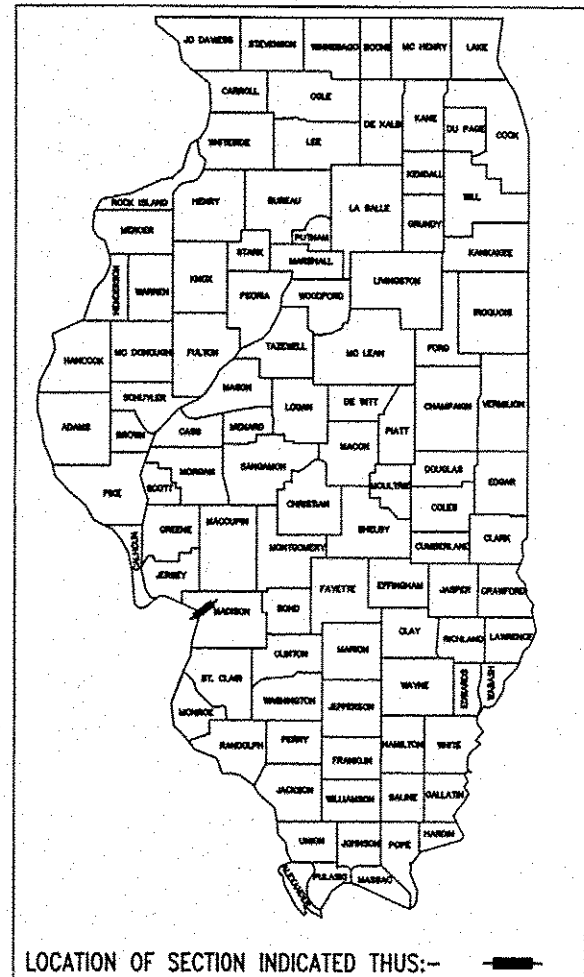 JO DAVIESS STEVENSON WINNEBAGO BOONE MC HENRY LAKE
CARROLL OGLE DE KALB KANE DU PAGE COOK
WHITESIDE LEE
KENDALL
ROCK ISLAND HENRY BUREAU LA SALLE GRUNDY WILL
MERCER PUTNAM
STARK MARSHALL KANKAKEE
HENDERSON WARREN KNOX PEORIA WOODFORD LIVINGSTON IROQUOIS
HANCOCK MC DONOUGH FULTON TAZEWELL MC LEAN FORD
SCHUYLER MASON LOGAN DE WITT CHAMPAIGN VERMILION
ADAMS BROWN CASS MENARD MACON PIATT
PIKE SCOTT MORGAN SANGAMON MOULTRIE DOUGLAS EDGAR
CHRISTIAN COLES
CALHOUN GREENE MACOUPIN MONTGOMERY SHELBY CUMBERLAND CLARK
JERSEY FAYETTE EFFINGHAM JASPER CRAWFORD
MADISON BOND
CLAY RICHLAND LAWRENCE
CLINTON MARION
ST. CLAIR WAYNE EDWARDS WABASH
MONROE WASHINGTON JEFFERSON
RANDOLPH PERRY HAMILTON WHITE
FRANKLIN
JACKSON WILLIAMSON SALINE GALLATIN
UNION JOHNSON POPE HARDIN
ALEXANDER PULASKI MASSAC
LOCATION OF SECTION INDICATED THUS:-